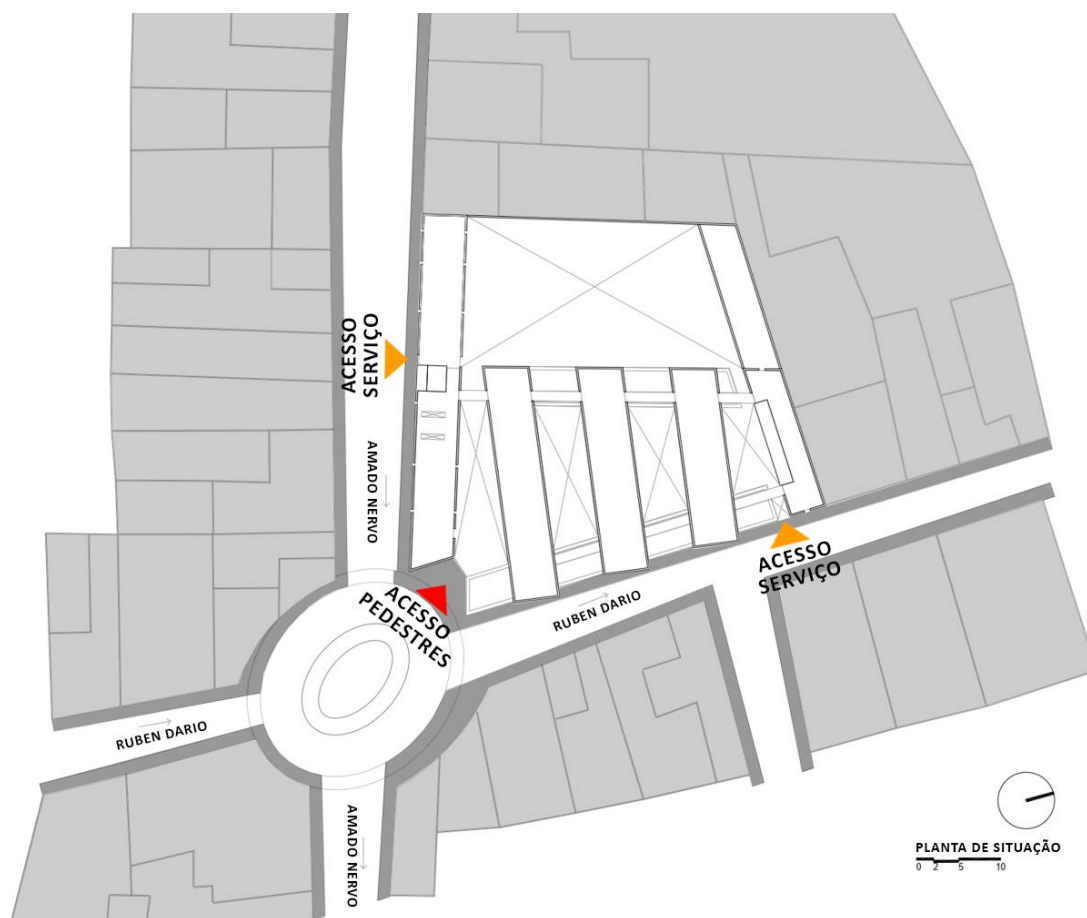 ACESSO
SERVIÇO
AMADO NERVO
ACESSO
PEDESTRES
RUBEN DARIO
ACESSO
SERVIÇO
RUBEN DARIO
AMADO NERVO
PLANTA DE SITUAÇÃO
0 2 5 10